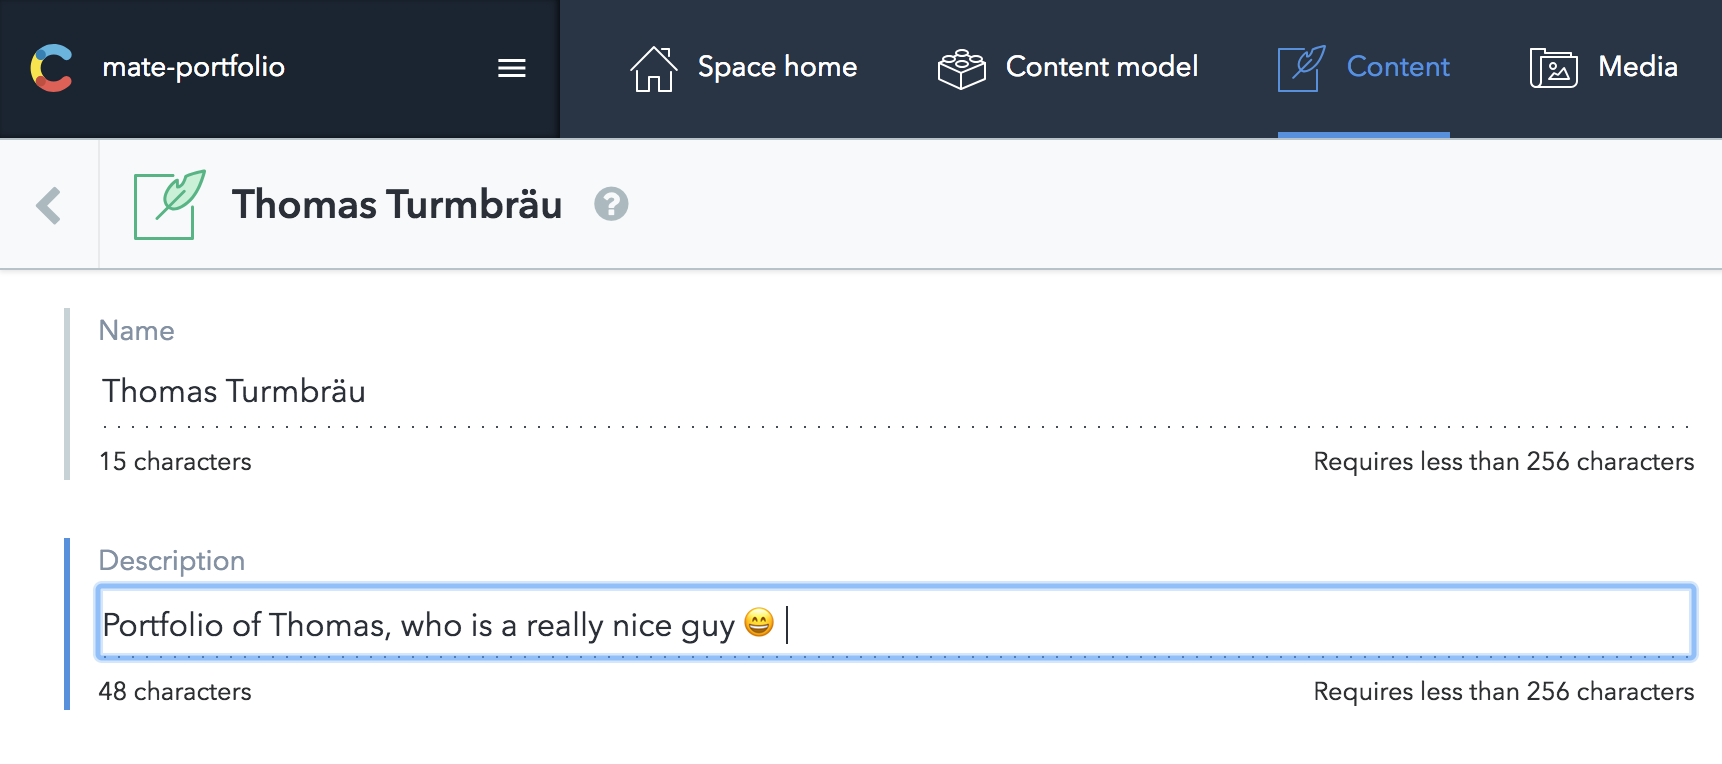 mate-portfolio Space home Content model Content Media
Thomas Turmbräu ?
Name
Thomas Turmbräu
15 characters Requires less than 256 characters
Description
Portfolio of Thomas, who is a really nice guy 😄
48 characters Requires less than 256 characters